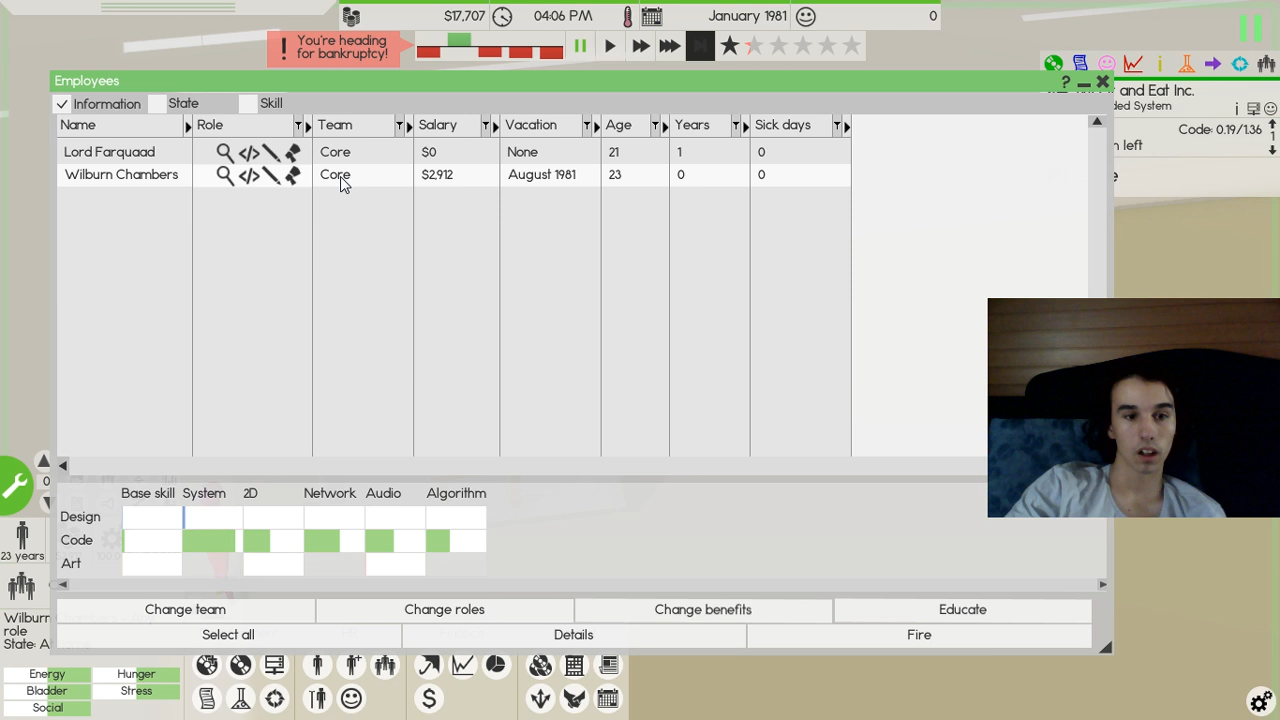 $17,707
04:06 PM
January 1981
0
! You're heading
for bankruptcy!
Employees
? 
Information State Skill
and Eat Inc.
ded System
Code: 0.19/1.36
1
n left
Name Role Team Salary Vacation Age Years Sick days
Lord Farquaad Core $0 None 21 1 0
Wilburn Chambers Core $2,912 August 1981 23 0 0
Base skill System 2D Network Audio Algorithm
Design
Code
Art
23 years
Change team Change roles Change benefits Educate
Select all Details Fire
Wilburn
role
State: A
Energy Hunger
Bladder Stress
Social